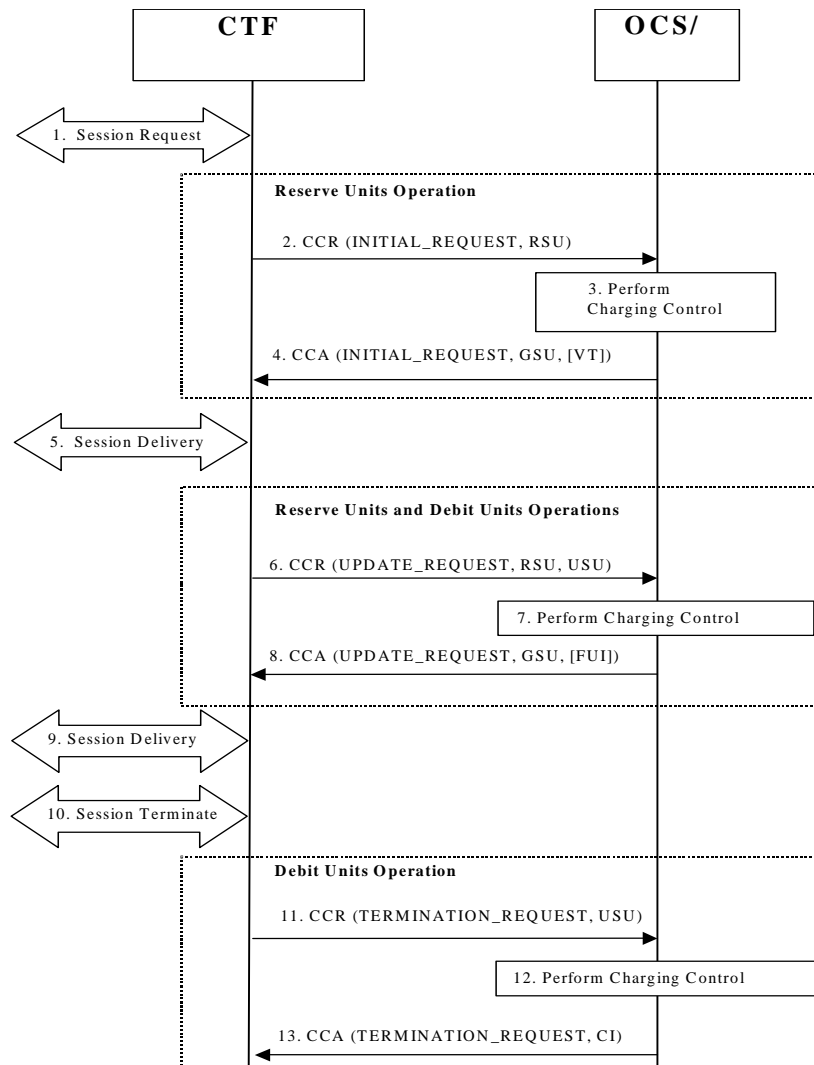 CTF
OCS/
1. Session Request
Reserve Units Operation
2. CCR (INITIAL_REQUEST, RSU)
3. Perform
Charging Control
4. CCA (INITIAL_REQUEST, GSU, [VT])
5. Session Delivery
Reserve Units and Debit Units Operations
6. CCR (UPDATE_REQUEST, RSU, USU)
7. Perform Charging Control
8. CCA (UPDATE_REQUEST, GSU, [FUI])
9. Session Delivery
10. Session Terminate
Debit Units Operation
11. CCR (TERMINATION_REQUEST, USU)
12. Perform Charging Control
13. CCA (TERMINATION_REQUEST, CI)